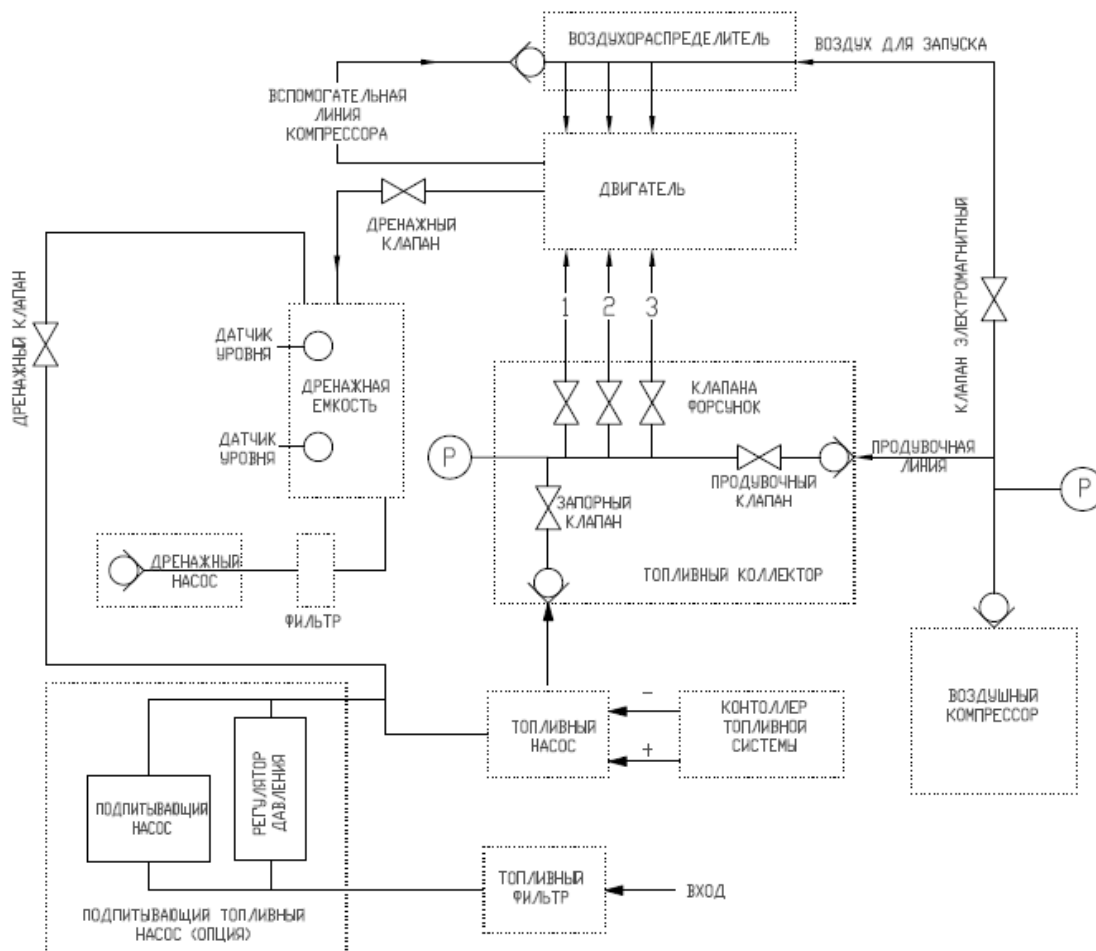 ВОЗДУХОРАСПРЕДЕЛИТЕЛЬ
ВОЗДУХ ДЛЯ ЗАПУСКА
ВСПОМОГАТЕЛЬНАЯ
ЛИНИЯ
КОМПРЕССОРА
ДВИГАТЕЛЬ
ДРЕНАЖНЫЙ
КЛАПАН
ДРЕНАЖНЫЙ КЛАПАН
КЛАПАН ЭЛЕКТРОМАГНИТНЫЙ
1
2
3
ДАТЧИК
УРОВНЯ
ДРЕНАЖНАЯ
ЕМКОСТЬ
ДАТЧИК
УРОВНЯ
КЛАПАНА
ФОРСУНОК
P
ПРОДУВОЧНАЯ
ЛИНИЯ
ПРОДУВОЧНЫЙ
КЛАПАН
P
ЗАПОРНЫЙ
КЛАПАН
ТОПЛИВНЫЙ КОЛЛЕКТОР
ДРЕНАЖНЫЙ
НАСОС
ФИЛЬТР
ВОЗДУШНЫЙ
КОМПРЕССОР
ТОПЛИВНЫЙ
НАСОС
-
+
КОНТОЛЛЕР
ТОПЛИВНОЙ
СИСТЕМЫ
ПОДПИТЫВАЮЩИЙ
НАСОС
РЕГУЛЯТОР
ДАВЛЕНИЯ
ТОПЛИВНЫЙ
ФИЛЬТР
ВХОД
ПОДПИТЫВАЮЩИЙ ТОПЛИВНЫЙ
НАСОС (ОПЦИЯ)